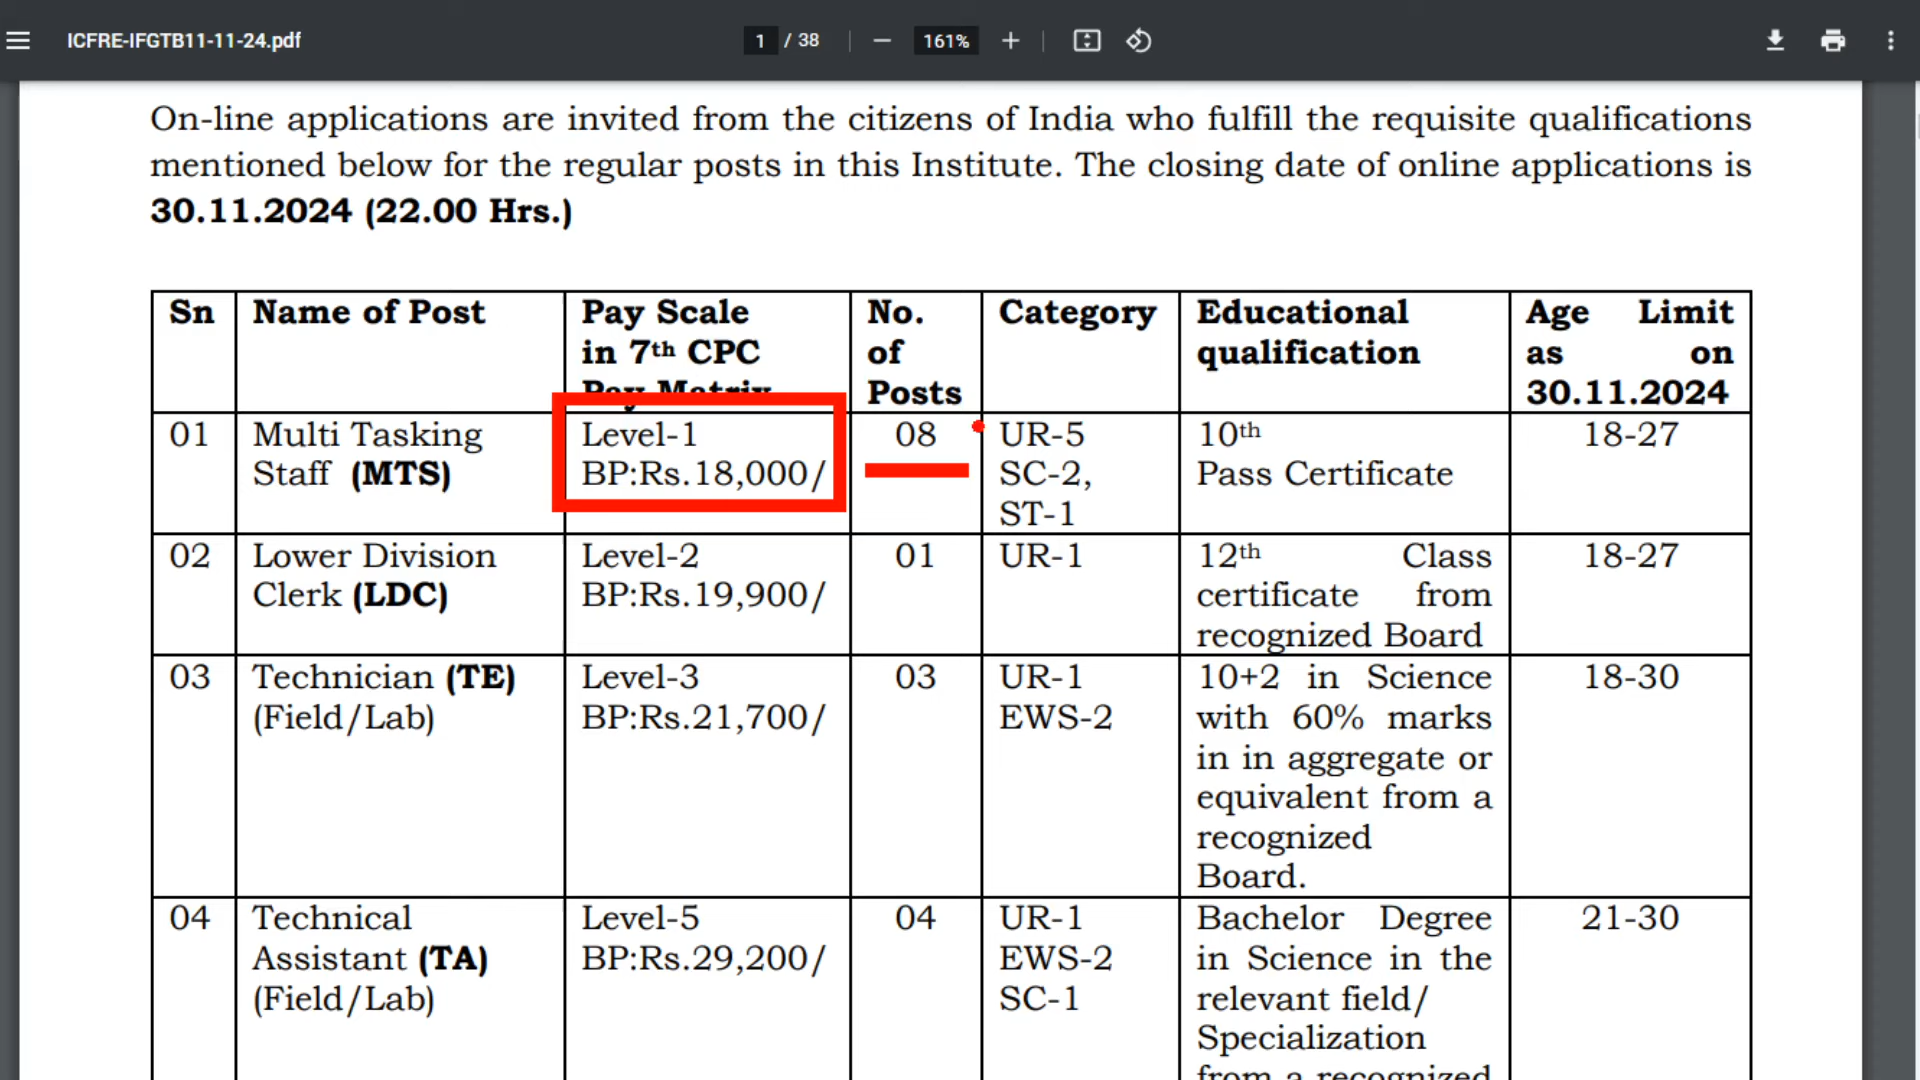 ICFRE-IFGTB11-11-24.pdf
1 / 38
161%
On-line applications are invited from the citizens of India who fulfill the requisite qualifications
mentioned below for the regular posts in this Institute. The closing date of online applications is
30.11.2024 (22.00 Hrs.)
Sn Name of Post Pay Scale No. Category Educational Age Limit
in 7th CPC of qualification as on
Pay Matrix Posts 30.11.2024
01 Multi Tasking Level-1 08 UR-5 10th 18-27
Staff (MTS) BP:Rs.18,000/ SC-2, Pass Certificate
ST-1
02 Lower Division Level-2 01 UR-1 12th Class 18-27
Clerk (LDC) BP:Rs.19,900/ certificate from
recognized Board
03 Technician (TE) Level-3 03 UR-1 10+2 in Science 18-30
(Field/Lab) BP:Rs.21,700/ EWS-2 with 60% marks
in in aggregate or
equivalent from a
recognized
Board.
04 Technical Level-5 04 UR-1 Bachelor Degree 21-30
Assistant (TA) BP:Rs.29,200/ EWS-2 in Science in the
(Field/Lab) SC-1 relevant field/
Specialization
from a recognized